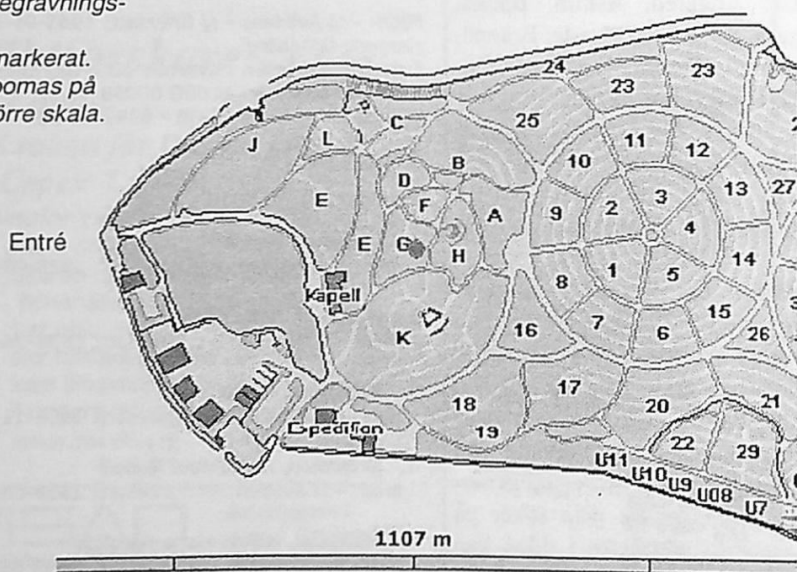 egravnings-
markerat.
oomas på
örre skala.
24
23
23
25
C
J
L
B
10
11
12
D
E
F
A
9
2
3
13
27
4
Entré
E
G
H
1
5
14
8
Kapell
K
16
7
6
15
26
18
17
20
21
Expedition
19
22
29
U11
U10
U9
U08
U7
1107 m